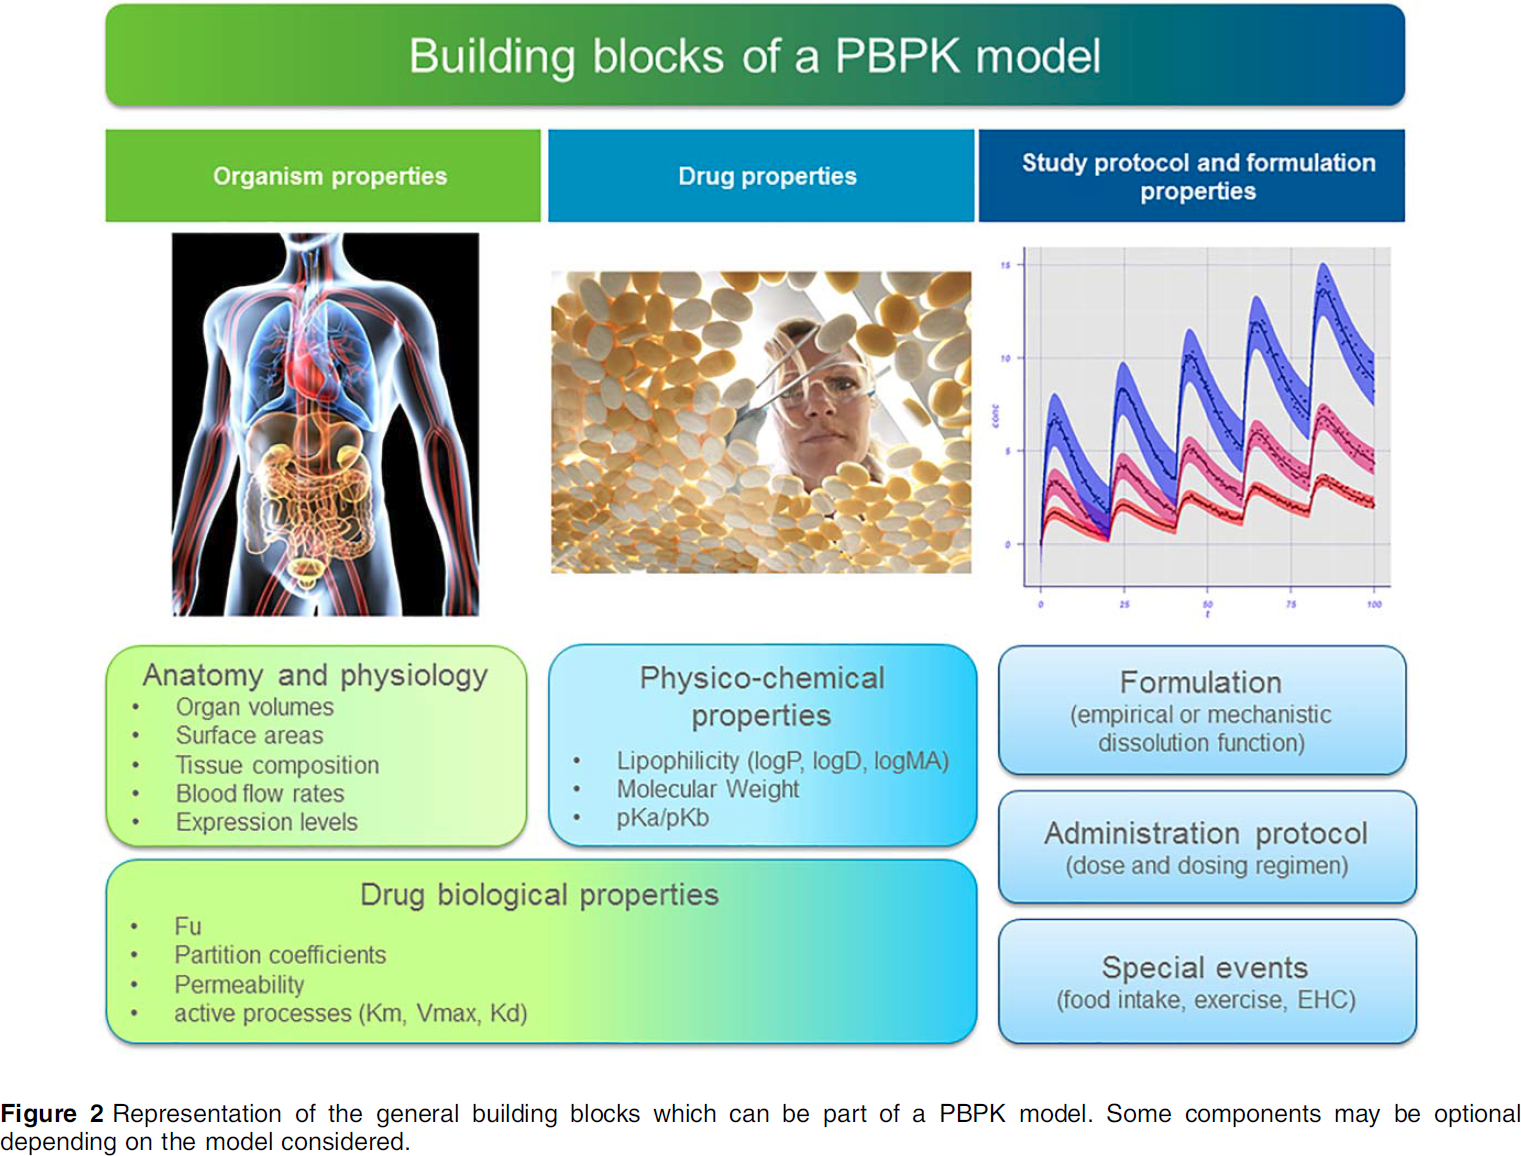 Building blocks of a PBPK model
Organism properties
Drug properties
Study protocol and formulation
properties
15
10
5
0
conc
0
25
50
75
100
t
Anatomy and physiology
• Organ volumes
• Surface areas
• Tissue composition
• Blood flow rates
• Expression levels
Physico-chemical
properties
• Lipophilicity (logP, logD, logMA)
• Molecular Weight
• pKa/pKb
Drug biological properties
• Fu
• Partition coefficients
• Permeability
• active processes (Km, Vmax, Kd)
Formulation
(empirical or mechanistic
dissolution function)
Administration protocol
(dose and dosing regimen)
Special events
(food intake, exercise, EHC)
Figure 2 Representation of the general building blocks which can be part of a PBPK model. Some components may be optional
depending on the model considered.